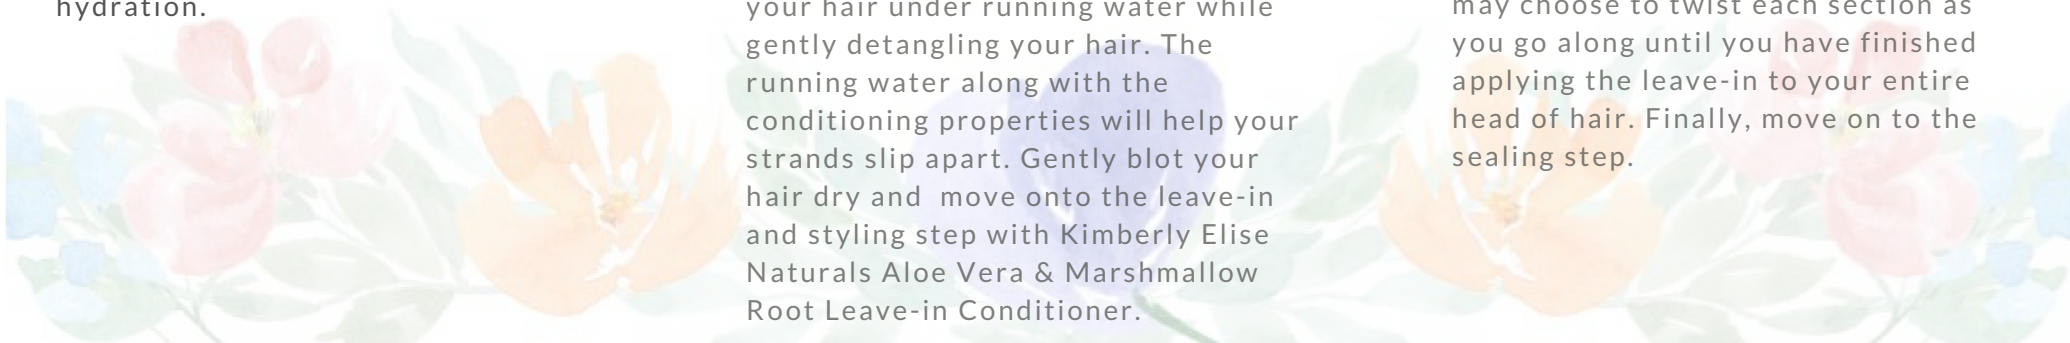 hydration.
your hair under running water while
gently detangling your hair. The
running water along with the
conditioning properties will help your
strands slip apart. Gently blot your
hair dry and  move onto the leave-in
and styling step with Kimberly Elise
Naturals Aloe Vera & Marshmallow
Root Leave-in Conditioner.
may choose to twist each section as
you go along until you have finished
applying the leave-in to your entire
head of hair. Finally, move on to the
sealing step.